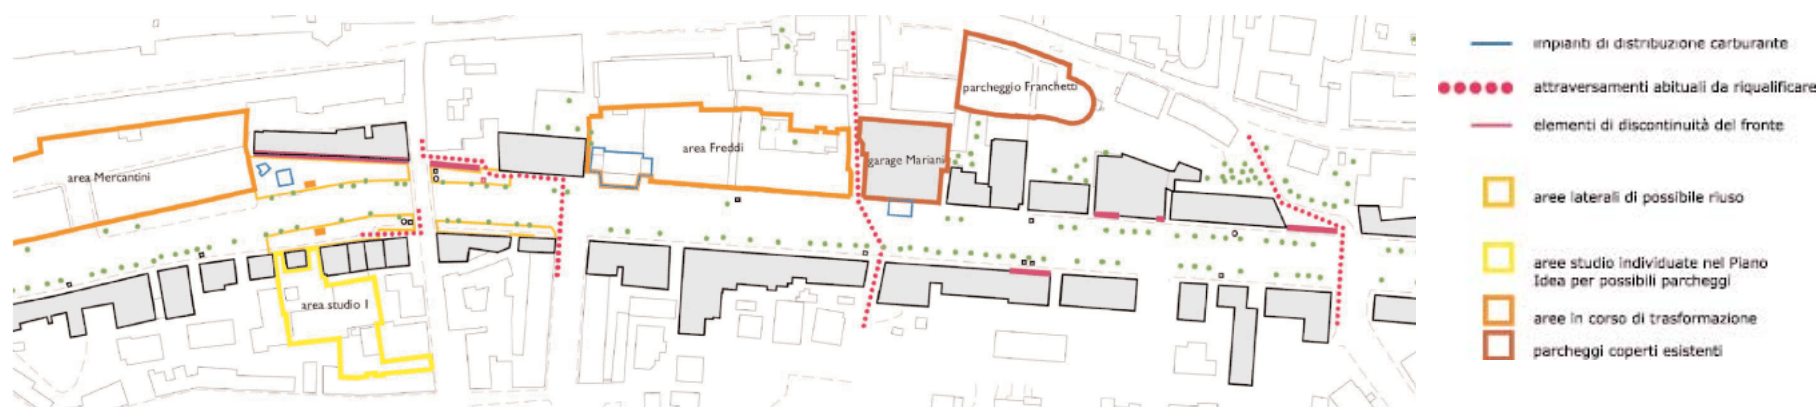 area Mercantini
area studio 1
area Freddi
garage Mariani
parcheggio Franchetti
impianti di distribuzione carburante
attraversamenti abituali da riqualificare
elementi di discontinuità del fronte
aree laterali di possibile riuso
aree studio individuate nel Piano
Idea per possibili parcheggi
aree in corso di trasformazione
parcheggi coperti esistenti